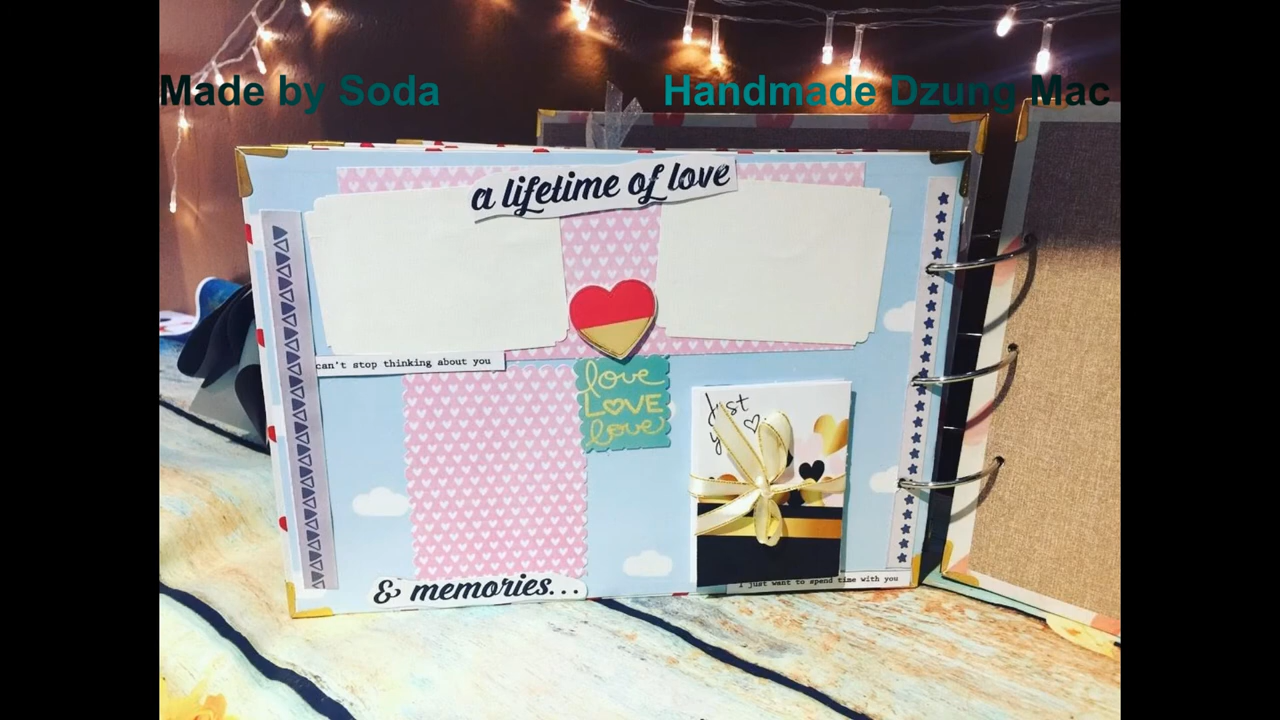 Made by Soda
Handmade Dzung Mac
a lifetime of love
can't stop thinking about you
love
LOVE
love
Just
& memories...
I just want to spend time with you